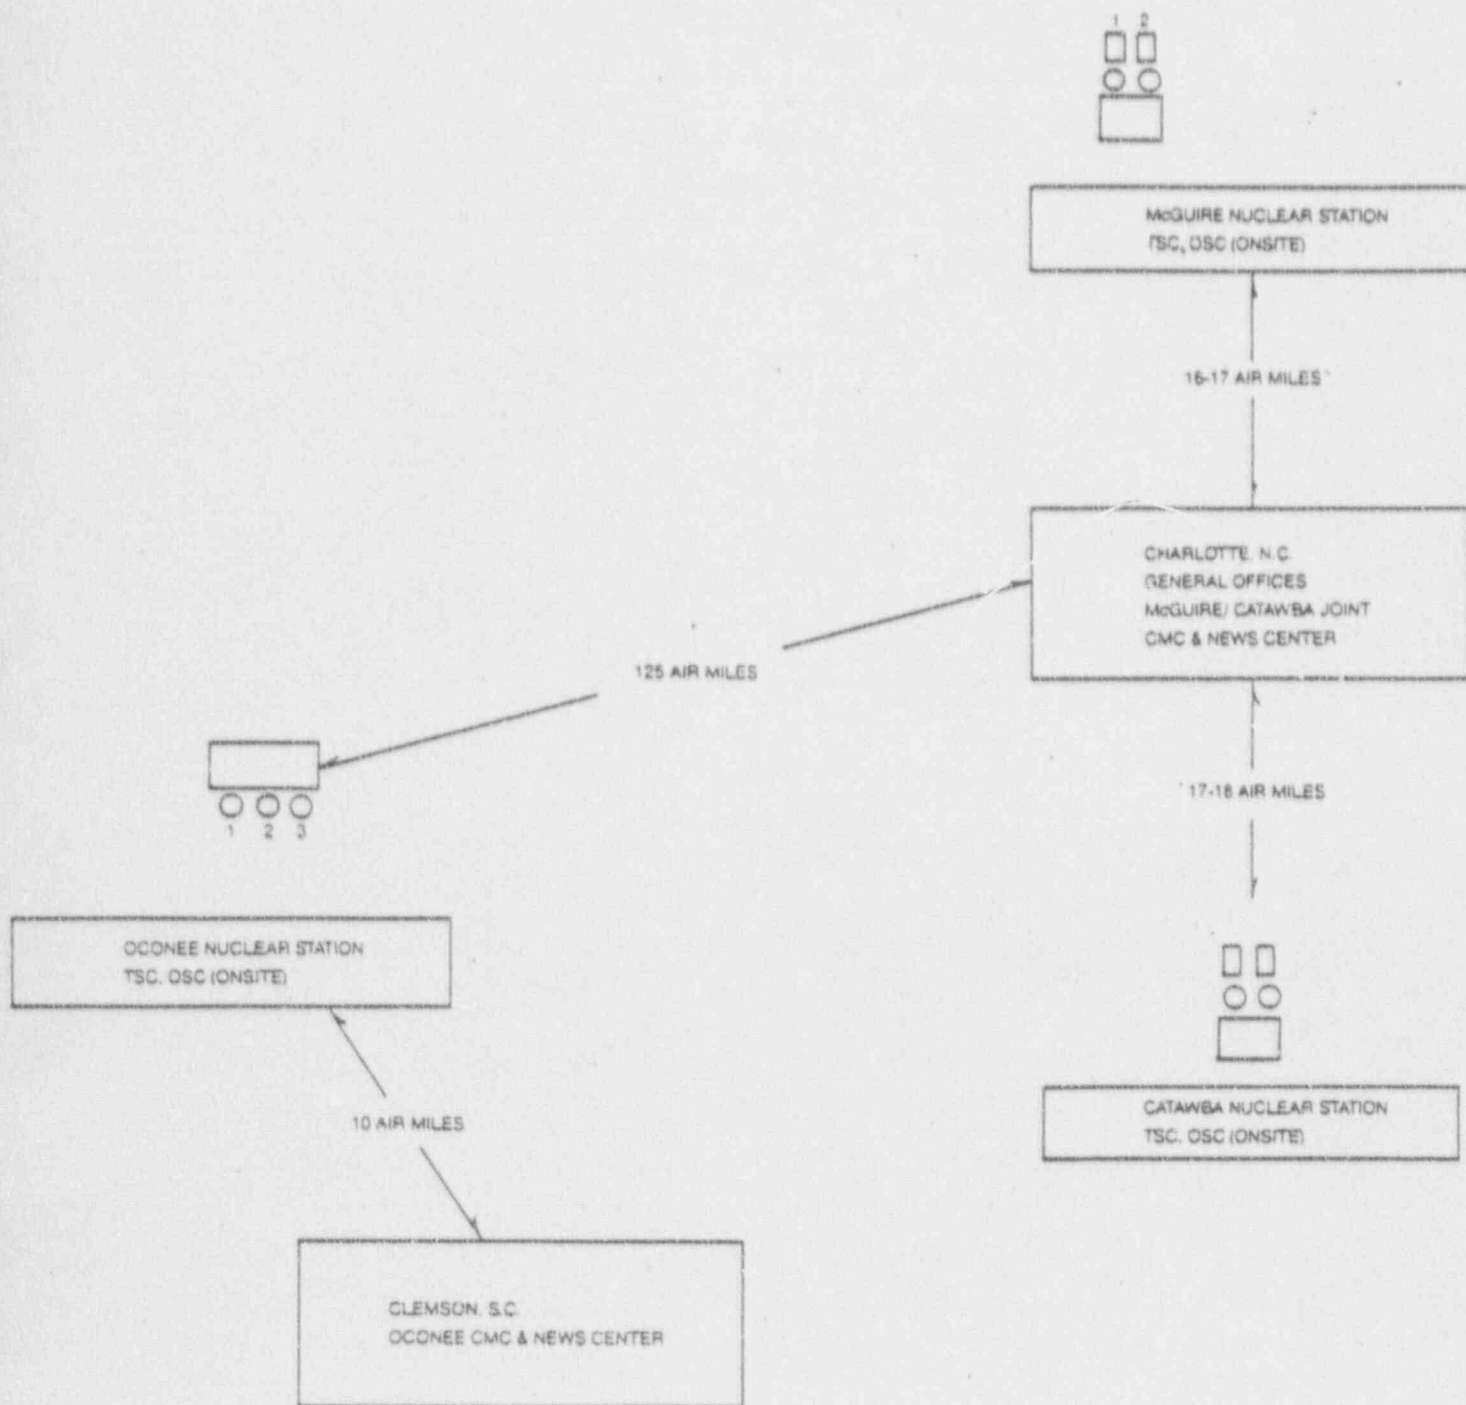 1 2
McGUIRE NUCLEAR STATION
TSC, OSC (ONSITE)
16-17 AIR MILES
CHARLOTTE, N.C.
GENERAL OFFICES
McGUIRE/ CATAWBA JOINT
CMC & NEWS CENTER
125 AIR MILES
17-18 AIR MILES
1 2 3
OCONEE NUCLEAR STATION
TSC, OSC (ONSITE)
10 AIR MILES
CATAWBA NUCLEAR STATION
TSC, OSC (ONSITE)
CLEMSON, S.C.
OCONEE CMC & NEWS CENTER